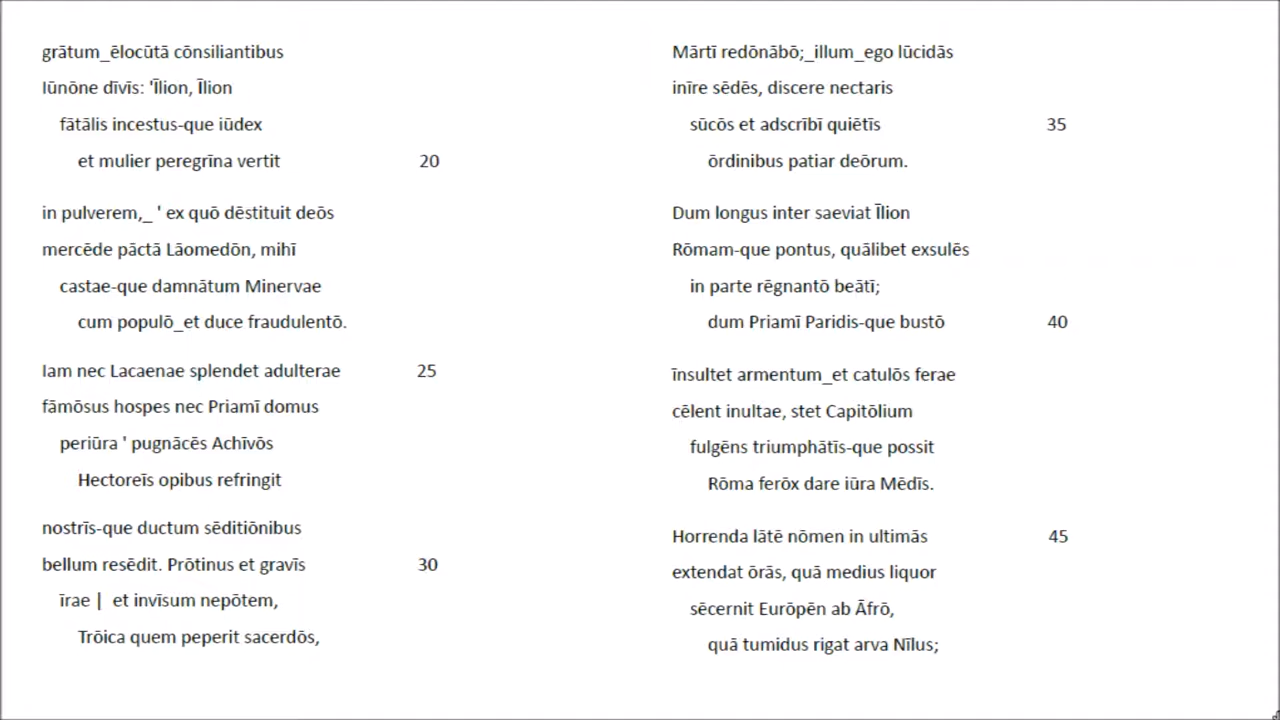 grātum_ēlocūtā cōnsiliantibus
Iūnōne dīvīs: 'Īlion, Īlion
fātālis incestus-que iūdex
et mulier peregrīna vertit 20
in pulverem,_ ' ex quō dēstituit deōs
mercēde pāctā Lāomedōn, mihī
castae-que damnātum Minervae
cum populō_et duce fraudulentō.
Iam nec Lacaenae splendet adulterae 25
fāmōsus hospes nec Priamī domus
periūra ' pugnācēs Achīvōs
Hectoreīs opibus refringit
nostrīs-que ductum sēditiōnibus
bellum resēdit. Prōtinus et gravīs 30
īrae | et invīsum nepōtem,
Trōica quem peperit sacerdōs,
Mārtī redōnābō;_illum_ego lūcidās
inīre sēdēs, discere nectaris
sūcōs et adscrībī quiētīs 35
ōrdinibus patiar deōrum.
Dum longus inter saeviat Īlion
Rōmam-que pontus, quālibet exsulēs
in parte rēgnantō beātī;
dum Priamī Paridis-que bustō 40
īnsultet armentum_et catulōs ferae
cēlent inultae, stet Capitōlium
fulgēns triumphātīs-que possit
Rōma ferōx dare iūra Mēdīs.
Horrenda lātē nōmen in ultimās 45
extendat ōrās, quā medius liquor
sēcernit Eurōpēn ab Āfrō,
quā tumidus rigat arva Nīlus;